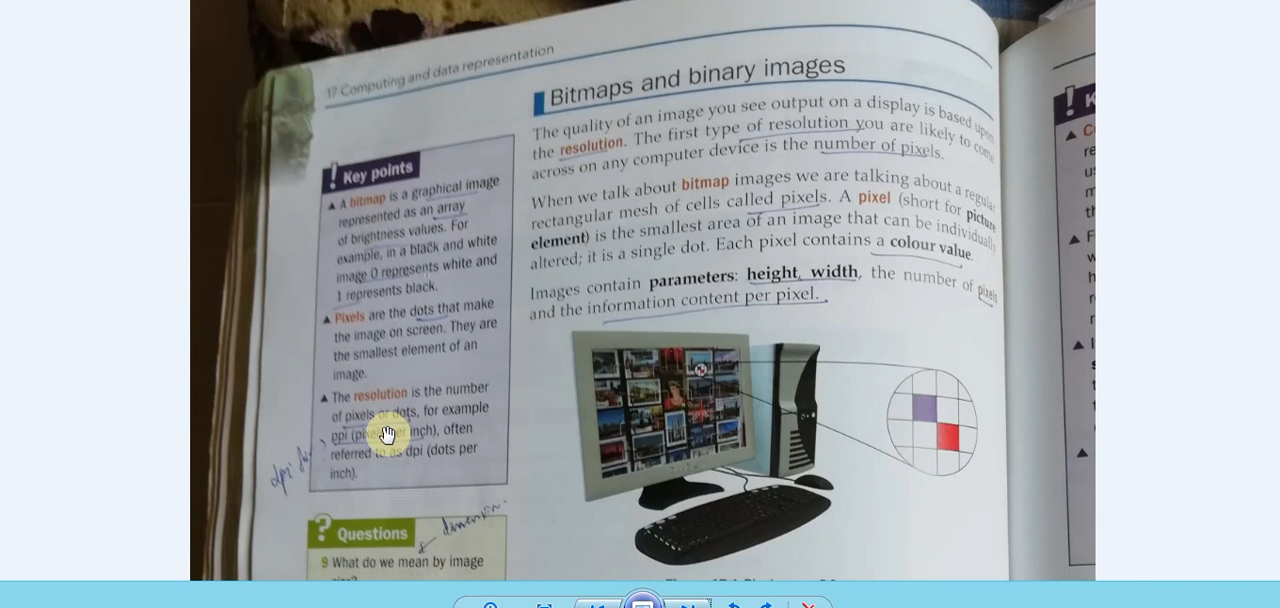 17 Computing and data representation
Bitmaps and binary images
The quality of an image you see output on a display is based upon
the resolution. The first type of resolution you are likely to come
across on any computer device is the number of pixels.
When we talk about bitmap images we are talking about a regular
rectangular mesh of cells called pixels. A pixel (short for picture
element) is the smallest area of an image that can be individually
altered; it is a single dot. Each pixel contains a colour value.
Images contain parameters: height, width, the number of pixels
and the information content per pixel.
! Key points
▲ A bitmap is a graphical image
represented as an array
of brightness values. For
example, in a black and white
image 0 represents white and
1 represents black.
▲ Pixels are the dots that make
the image on screen. They are
the smallest element of an
image.
▲ The resolution is the number
of pixels or dots, for example
ppi (pixels per inch), often
referred to as dpi (dots per
inch).
dpi
dimension.
? Questions
9 What do we mean by image
! K
▲ C
re